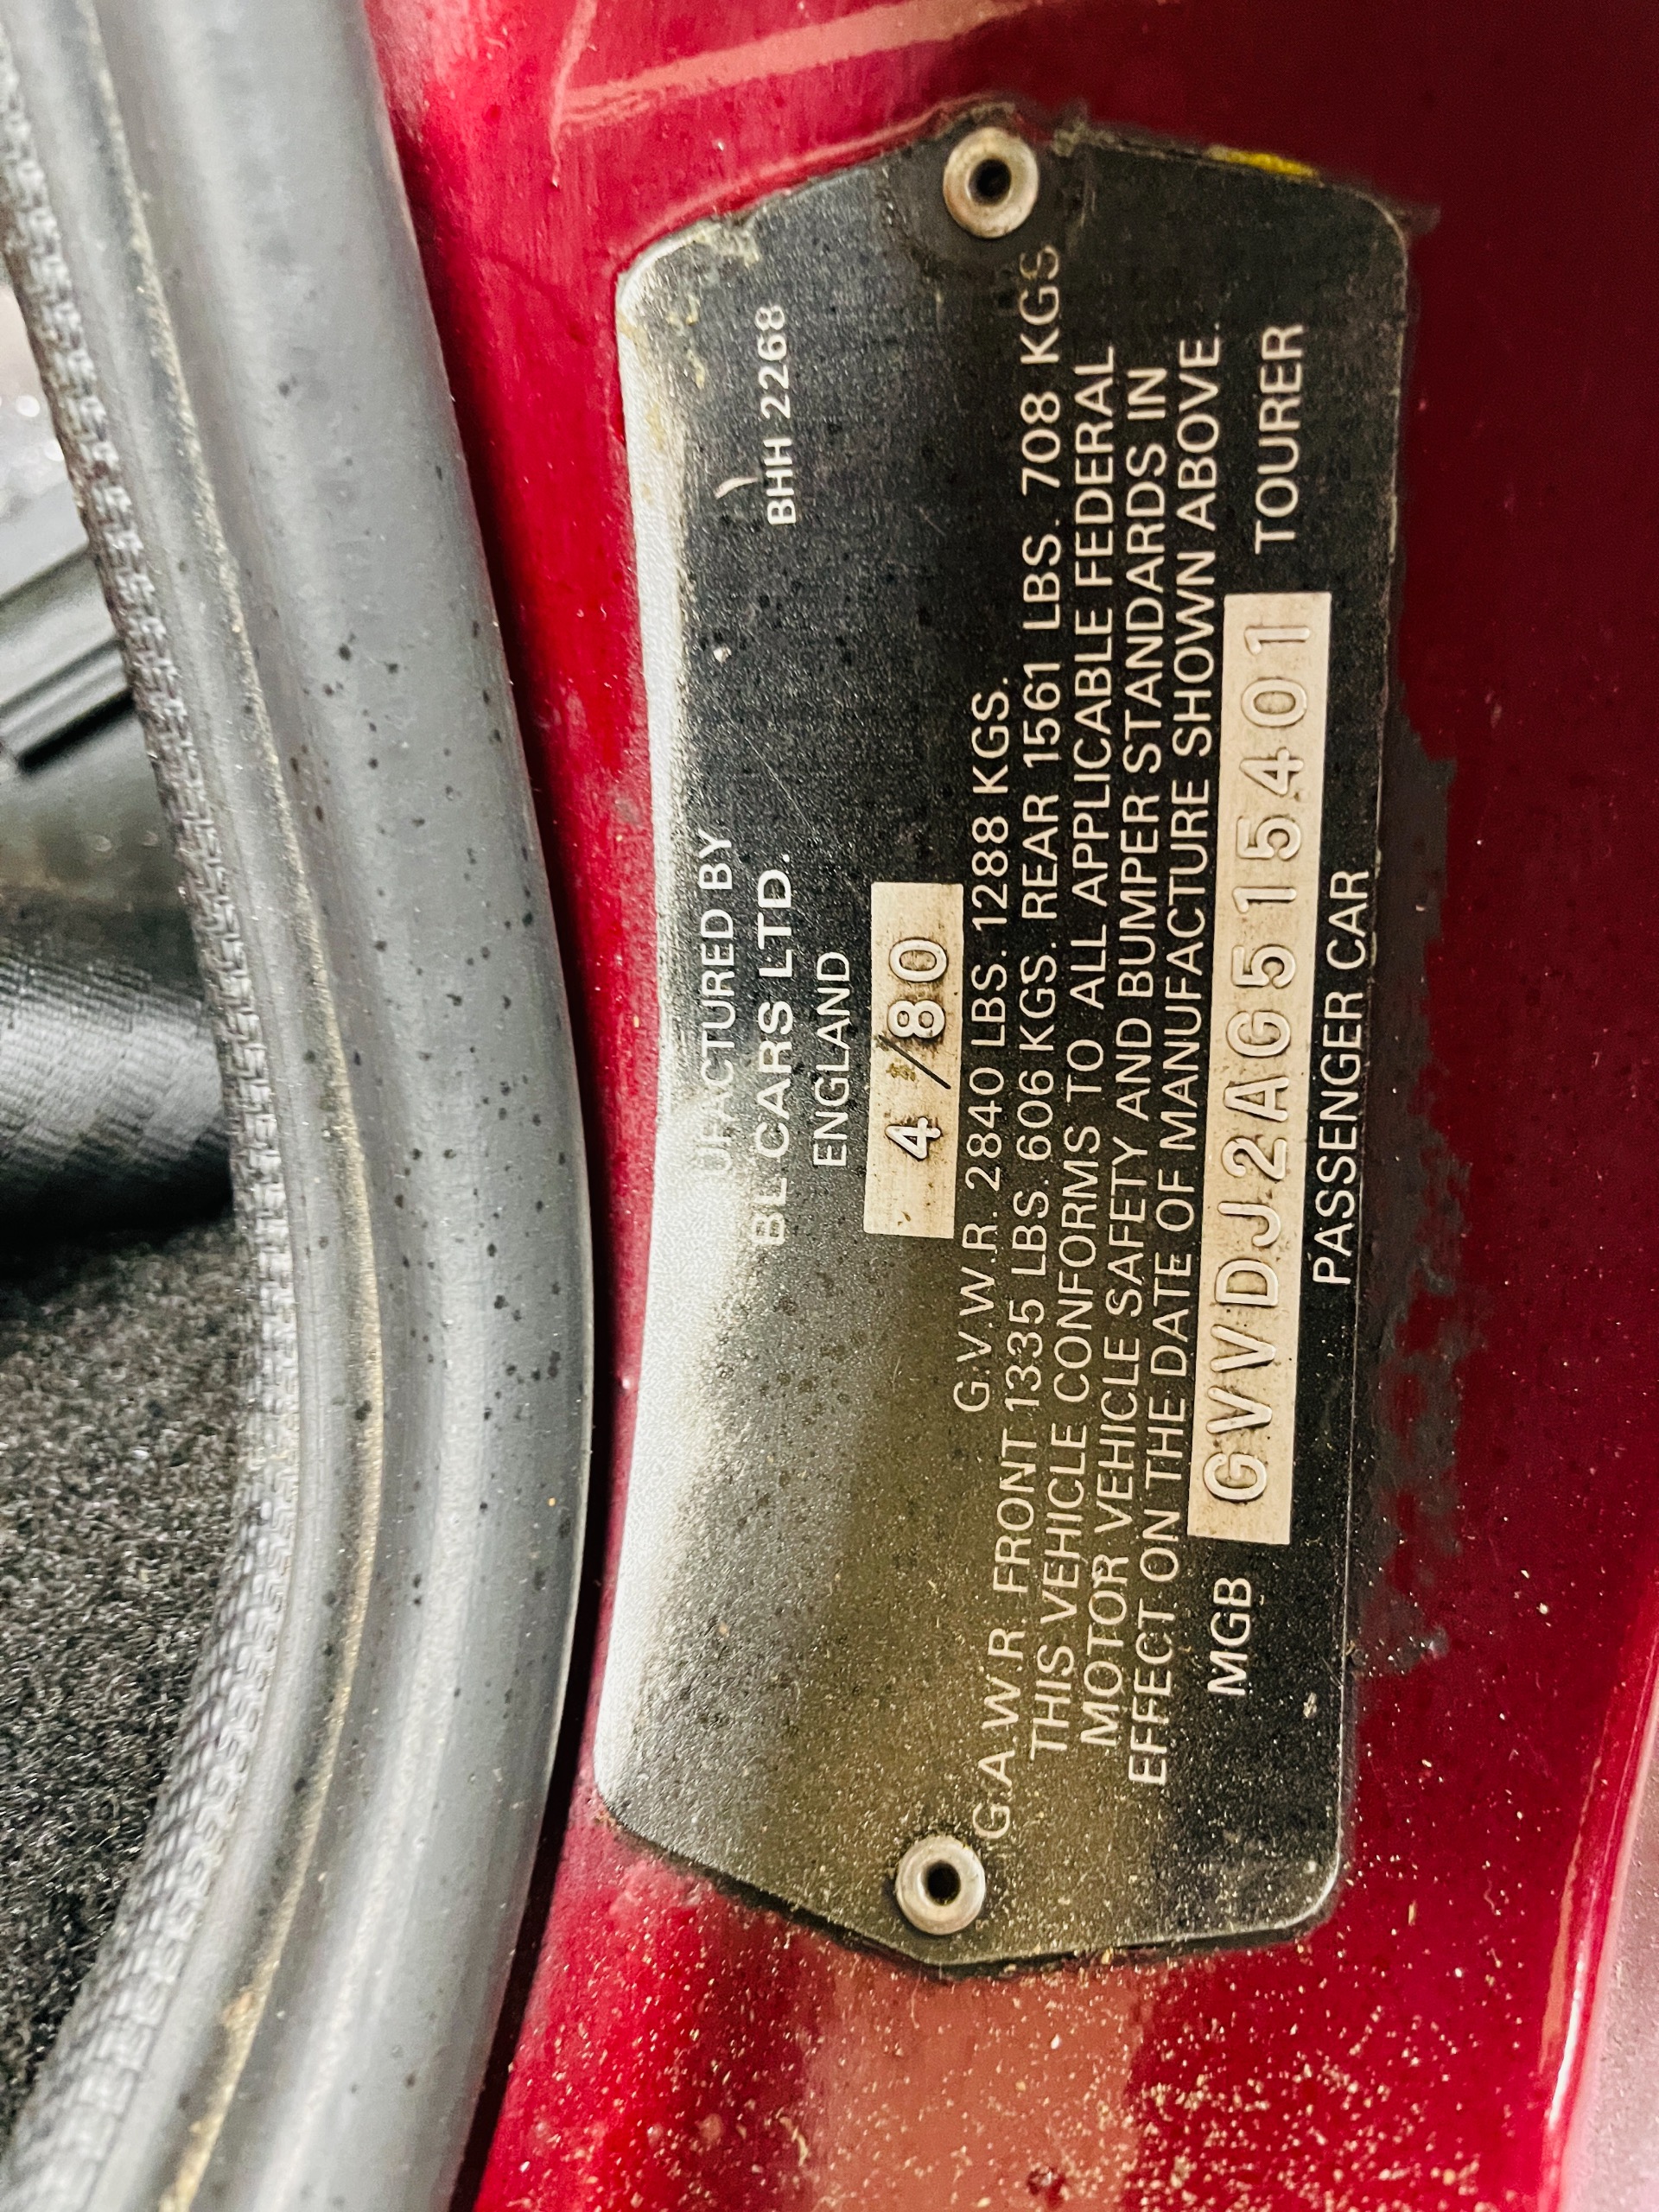 UFACTURED BY
BL CARS LTD.
BHH 2268
ENGLAND
4/80
G.V.W.R. 2840 LBS. 1288 KGS.
G.A.W.R. FRONT 1335 LBS. 606 KGS. REAR 1561 LBS. 708 KGS
THIS VEHICLE CONFORMS TO ALL APPLICABLE FEDERAL
MOTOR VEHICLE SAFETY AND BUMPER STANDARDS IN
EFFECT ON THE DATE OF MANUFACTURE SHOWN ABOVE.
MGB GVVDJ2AG515401 TOURER
PASSENGER CAR